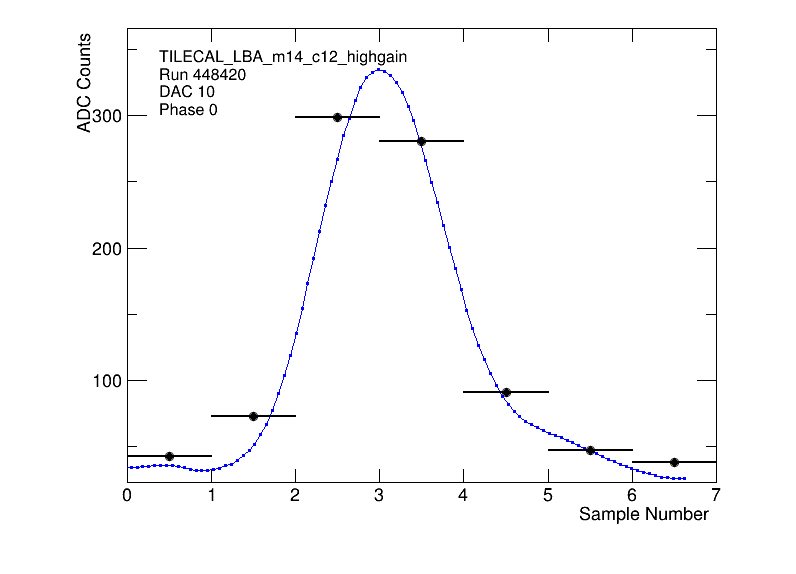 TILECAL_LBA_m14_c12_highgain
Run 448420
DAC 10
Phase 0
ADC Counts
300
200
100
0 1 2 3 4 5 6 7
Sample Number